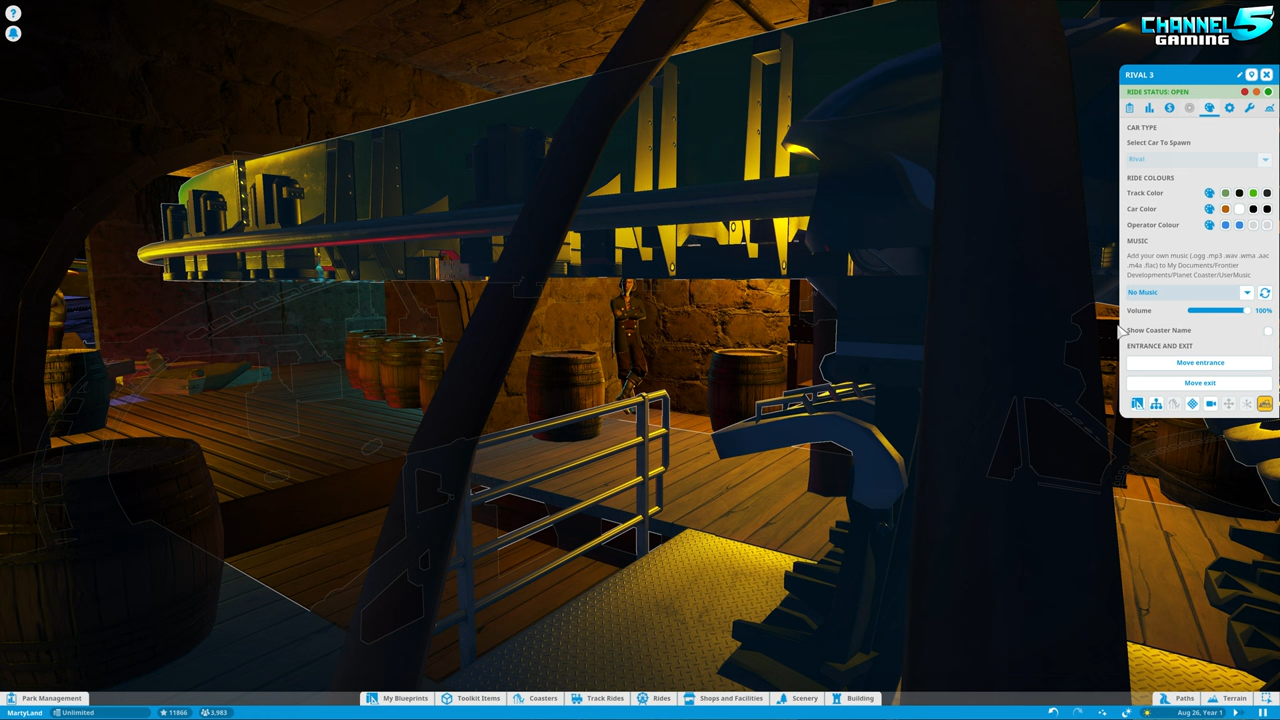 CHANNEL 5
GAMING
RIVAL 3
RIDE STATUS: OPEN
CAR TYPE
Select Car To Spawn
Rival
RIDE COLOURS
Track Color
Car Color
Operator Colour
MUSIC
Add your own music (.ogg .mp3 .wav .wma .aac
.m4a .flac) to My Documents/Frontier
Developments/Planet Coaster/UserMusic
No Music
Volume 100%
Show Coaster Name
ENTRANCE AND EXIT
Move entrance
Move exit
Park Management
My Blueprints
Toolkit Items
Coasters
Track Rides
Rides
Shops and Facilities
Scenery
Building
Paths
Terrain
MartyLand
Unlimited
11866
3,983
Aug 26, Year 1